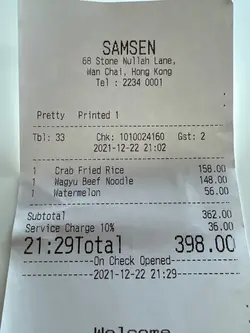 SAMSEN
68 Stone Nullah Lane,
Wan Chai, Hong Kong
Tel : 2234 0001
Pretty Printed 1
Tbl: 33 Chk: 1010024160 Gst: 2
2021-12-22 21:02
1 Crab Fried Rice 158.00
1 Wagyu Beef Noodle 148.00
1 Watermelon 56.00
Subtotal 362.00
Service Charge 10% 36.00
21:29Total 398.00
On Check Opened
2021-12-22 21:29
Welcome